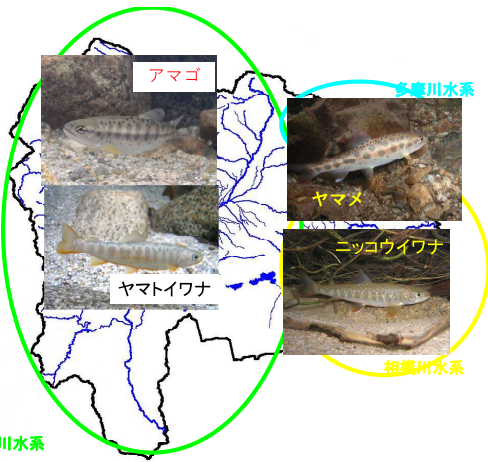 アマゴ
多摩川水系
ヤマメ
ニッコウイワナ
ヤマトイワナ
相模川水系
川水系